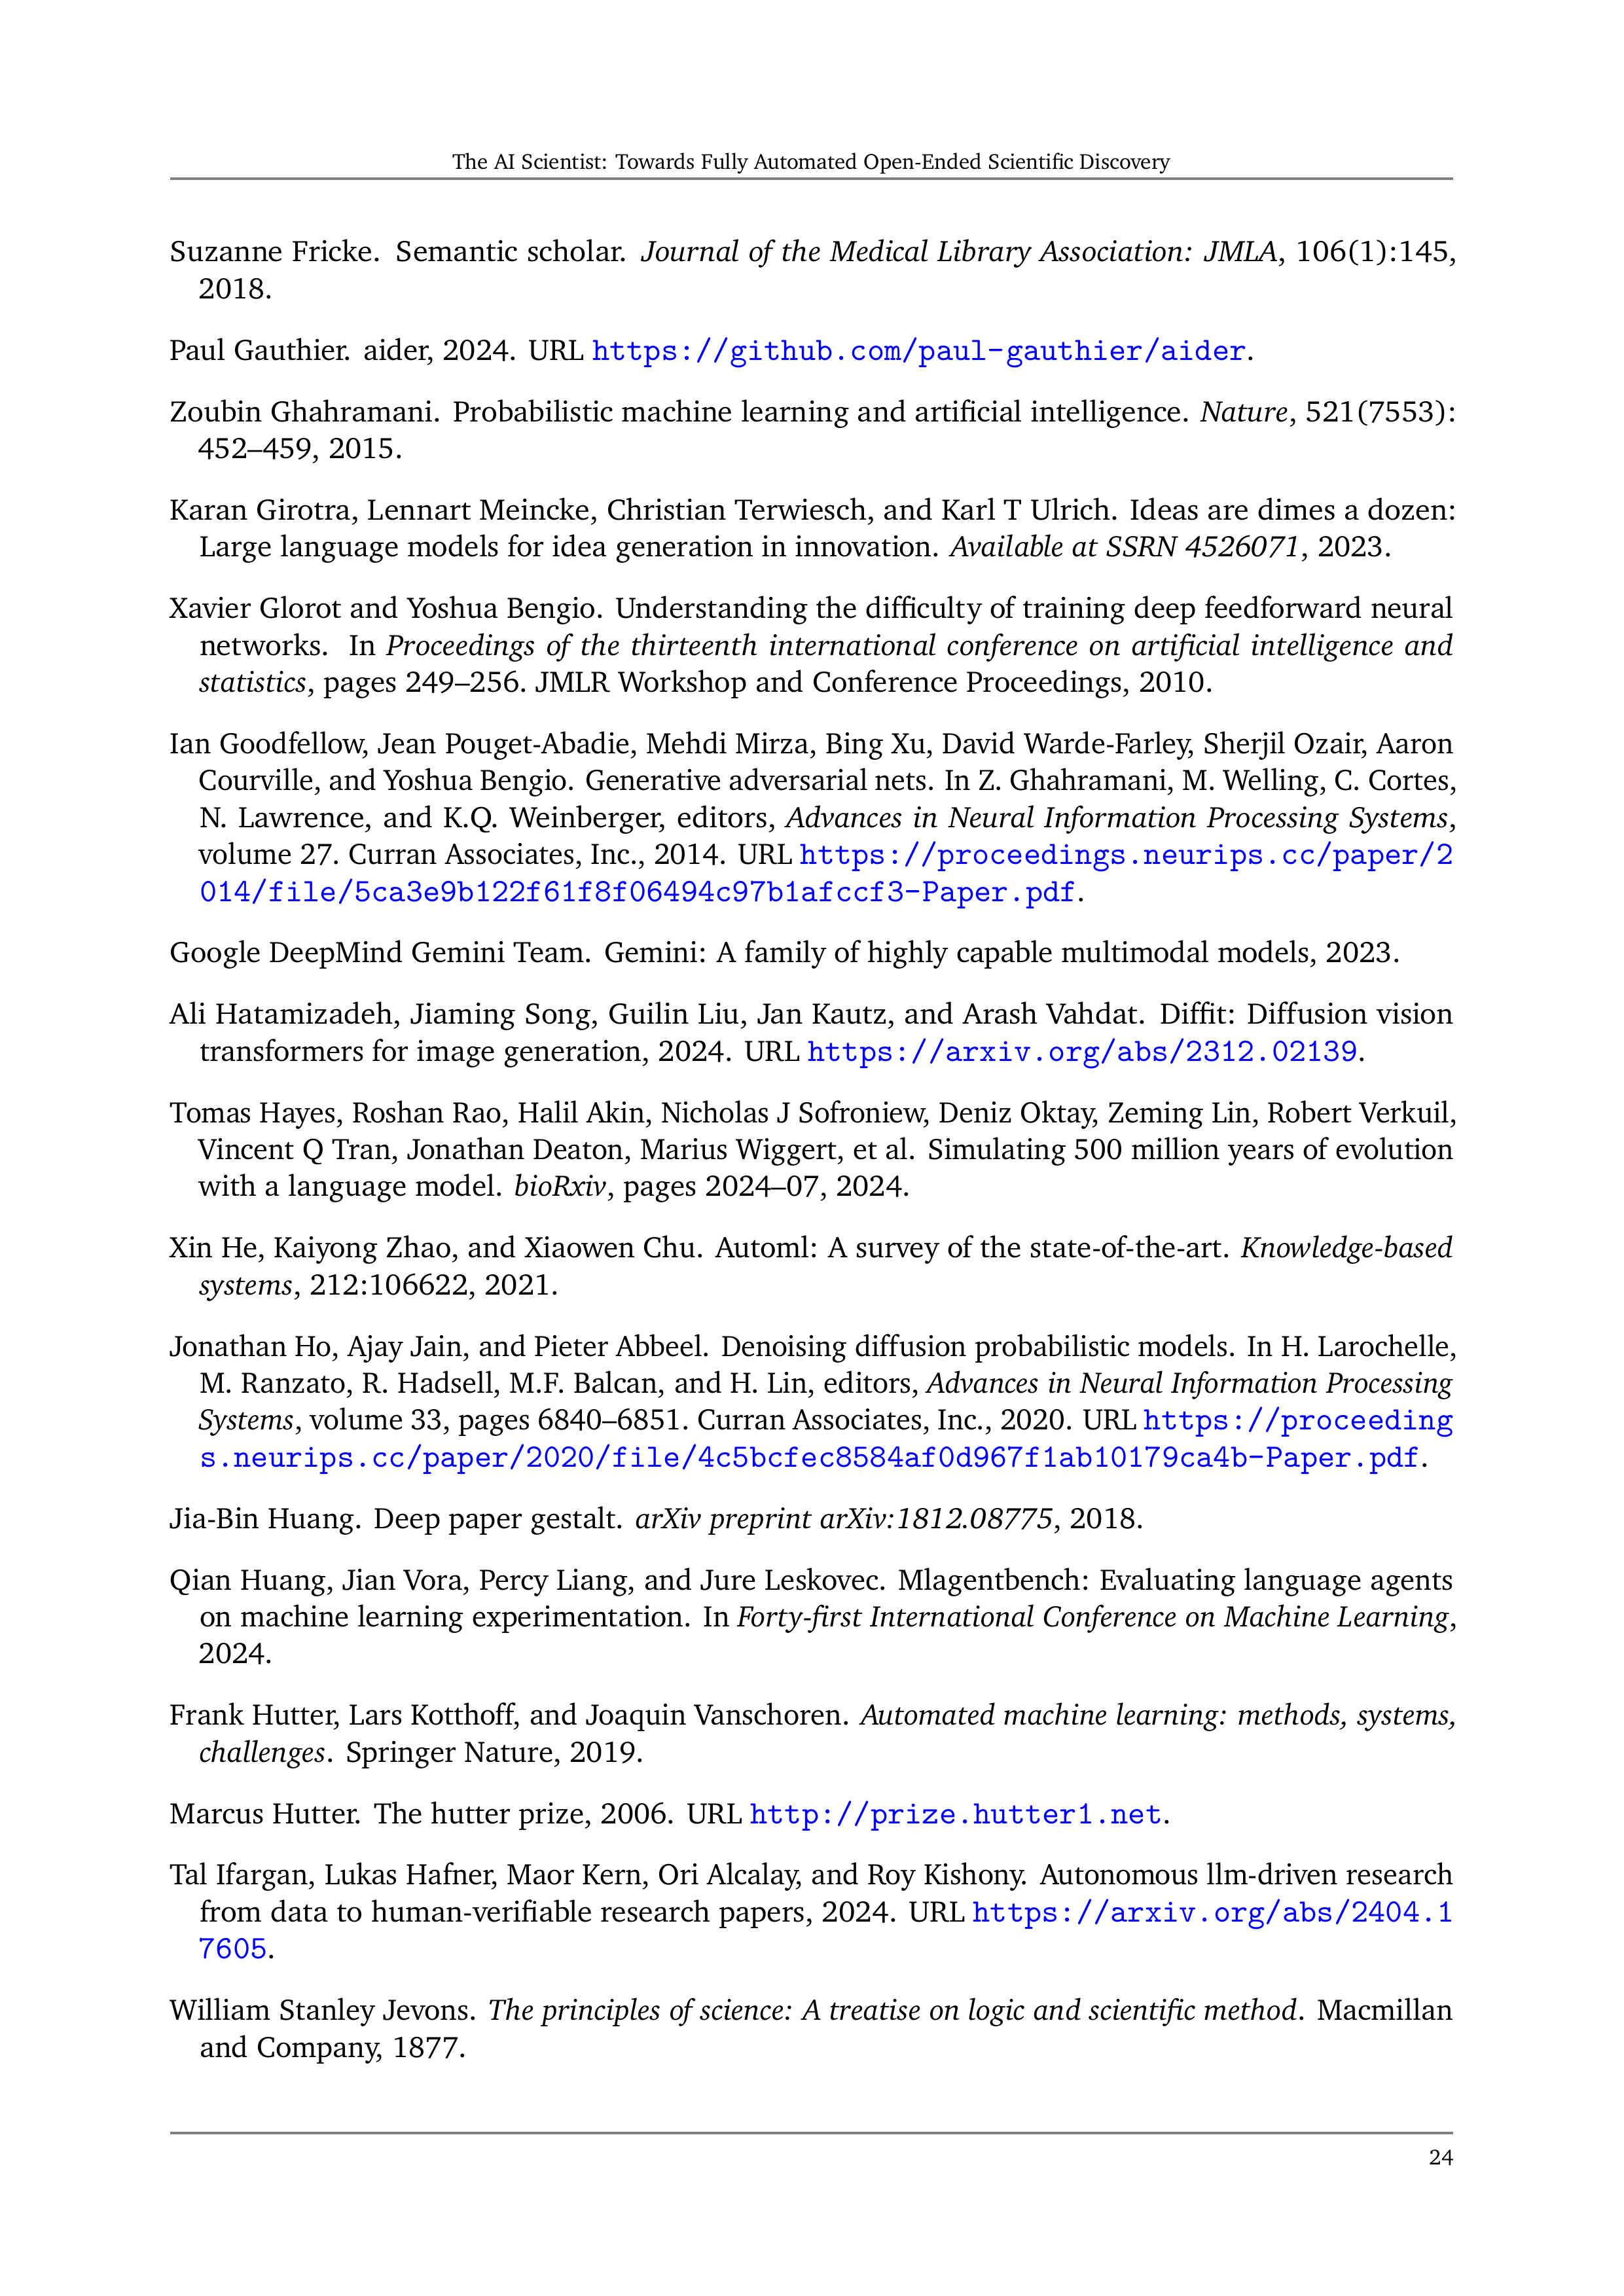 The AI Scientist: Towards Fully Automated Open-Ended Scientific Discovery
Suzanne Fricke. Semantic scholar. Journal of the Medical Library Association: JMLA, 106(1):145,
2018.
Paul Gauthier. aider, 2024. URL https://github.com/paul-gauthier/aider.
Zoubin Ghahramani. Probabilistic machine learning and artificial intelligence. Nature, 521(7553):
452–459, 2015.
Karan Girotra, Lennart Meincke, Christian Terwiesch, and Karl T Ulrich. Ideas are dimes a dozen:
Large language models for idea generation in innovation. Available at SSRN 4526071, 2023.
Xavier Glorot and Yoshua Bengio. Understanding the difficulty of training deep feedforward neural
networks. In Proceedings of the thirteenth international conference on artificial intelligence and
statistics, pages 249–256. JMLR Workshop and Conference Proceedings, 2010.
Ian Goodfellow, Jean Pouget-Abadie, Mehdi Mirza, Bing Xu, David Warde-Farley, Sherjil Ozair, Aaron
Courville, and Yoshua Bengio. Generative adversarial nets. In Z. Ghahramani, M. Welling, C. Cortes,
N. Lawrence, and K.Q. Weinberger, editors, Advances in Neural Information Processing Systems,
volume 27. Curran Associates, Inc., 2014. URL https://proceedings.neurips.cc/paper/2
014/file/5ca3e9b122f61f8f06494c97b1afccf3-Paper.pdf.
Google DeepMind Gemini Team. Gemini: A family of highly capable multimodal models, 2023.
Ali Hatamizadeh, Jiaming Song, Guilin Liu, Jan Kautz, and Arash Vahdat. Diffit: Diffusion vision
transformers for image generation, 2024. URL https://arxiv.org/abs/2312.02139.
Tomas Hayes, Roshan Rao, Halil Akin, Nicholas J Sofroniew, Deniz Oktay, Zeming Lin, Robert Verkuil,
Vincent Q Tran, Jonathan Deaton, Marius Wiggert, et al. Simulating 500 million years of evolution
with a language model. bioRxiv, pages 2024–07, 2024.
Xin He, Kaiyong Zhao, and Xiaowen Chu. Automl: A survey of the state-of-the-art. Knowledge-based
systems, 212:106622, 2021.
Jonathan Ho, Ajay Jain, and Pieter Abbeel. Denoising diffusion probabilistic models. In H. Larochelle,
M. Ranzato, R. Hadsell, M.F. Balcan, and H. Lin, editors, Advances in Neural Information Processing
Systems, volume 33, pages 6840–6851. Curran Associates, Inc., 2020. URL https://proceeding
s.neurips.cc/paper/2020/file/4c5bcfec8584af0d967f1ab10179ca4b-Paper.pdf.
Jia-Bin Huang. Deep paper gestalt. arXiv preprint arXiv:1812.08775, 2018.
Qian Huang, Jian Vora, Percy Liang, and Jure Leskovec. Mlagentbench: Evaluating language agents
on machine learning experimentation. In Forty-first International Conference on Machine Learning,
2024.
Frank Hutter, Lars Kotthoff, and Joaquin Vanschoren. Automated machine learning: methods, systems,
challenges. Springer Nature, 2019.
Marcus Hutter. The hutter prize, 2006. URL http://prize.hutter1.net.
Tal Ifargan, Lukas Hafner, Maor Kern, Ori Alcalay, and Roy Kishony. Autonomous llm-driven research
from data to human-verifiable research papers, 2024. URL https://arxiv.org/abs/2404.1
7605.
William Stanley Jevons. The principles of science: A treatise on logic and scientific method. Macmillan
and Company, 1877.
24